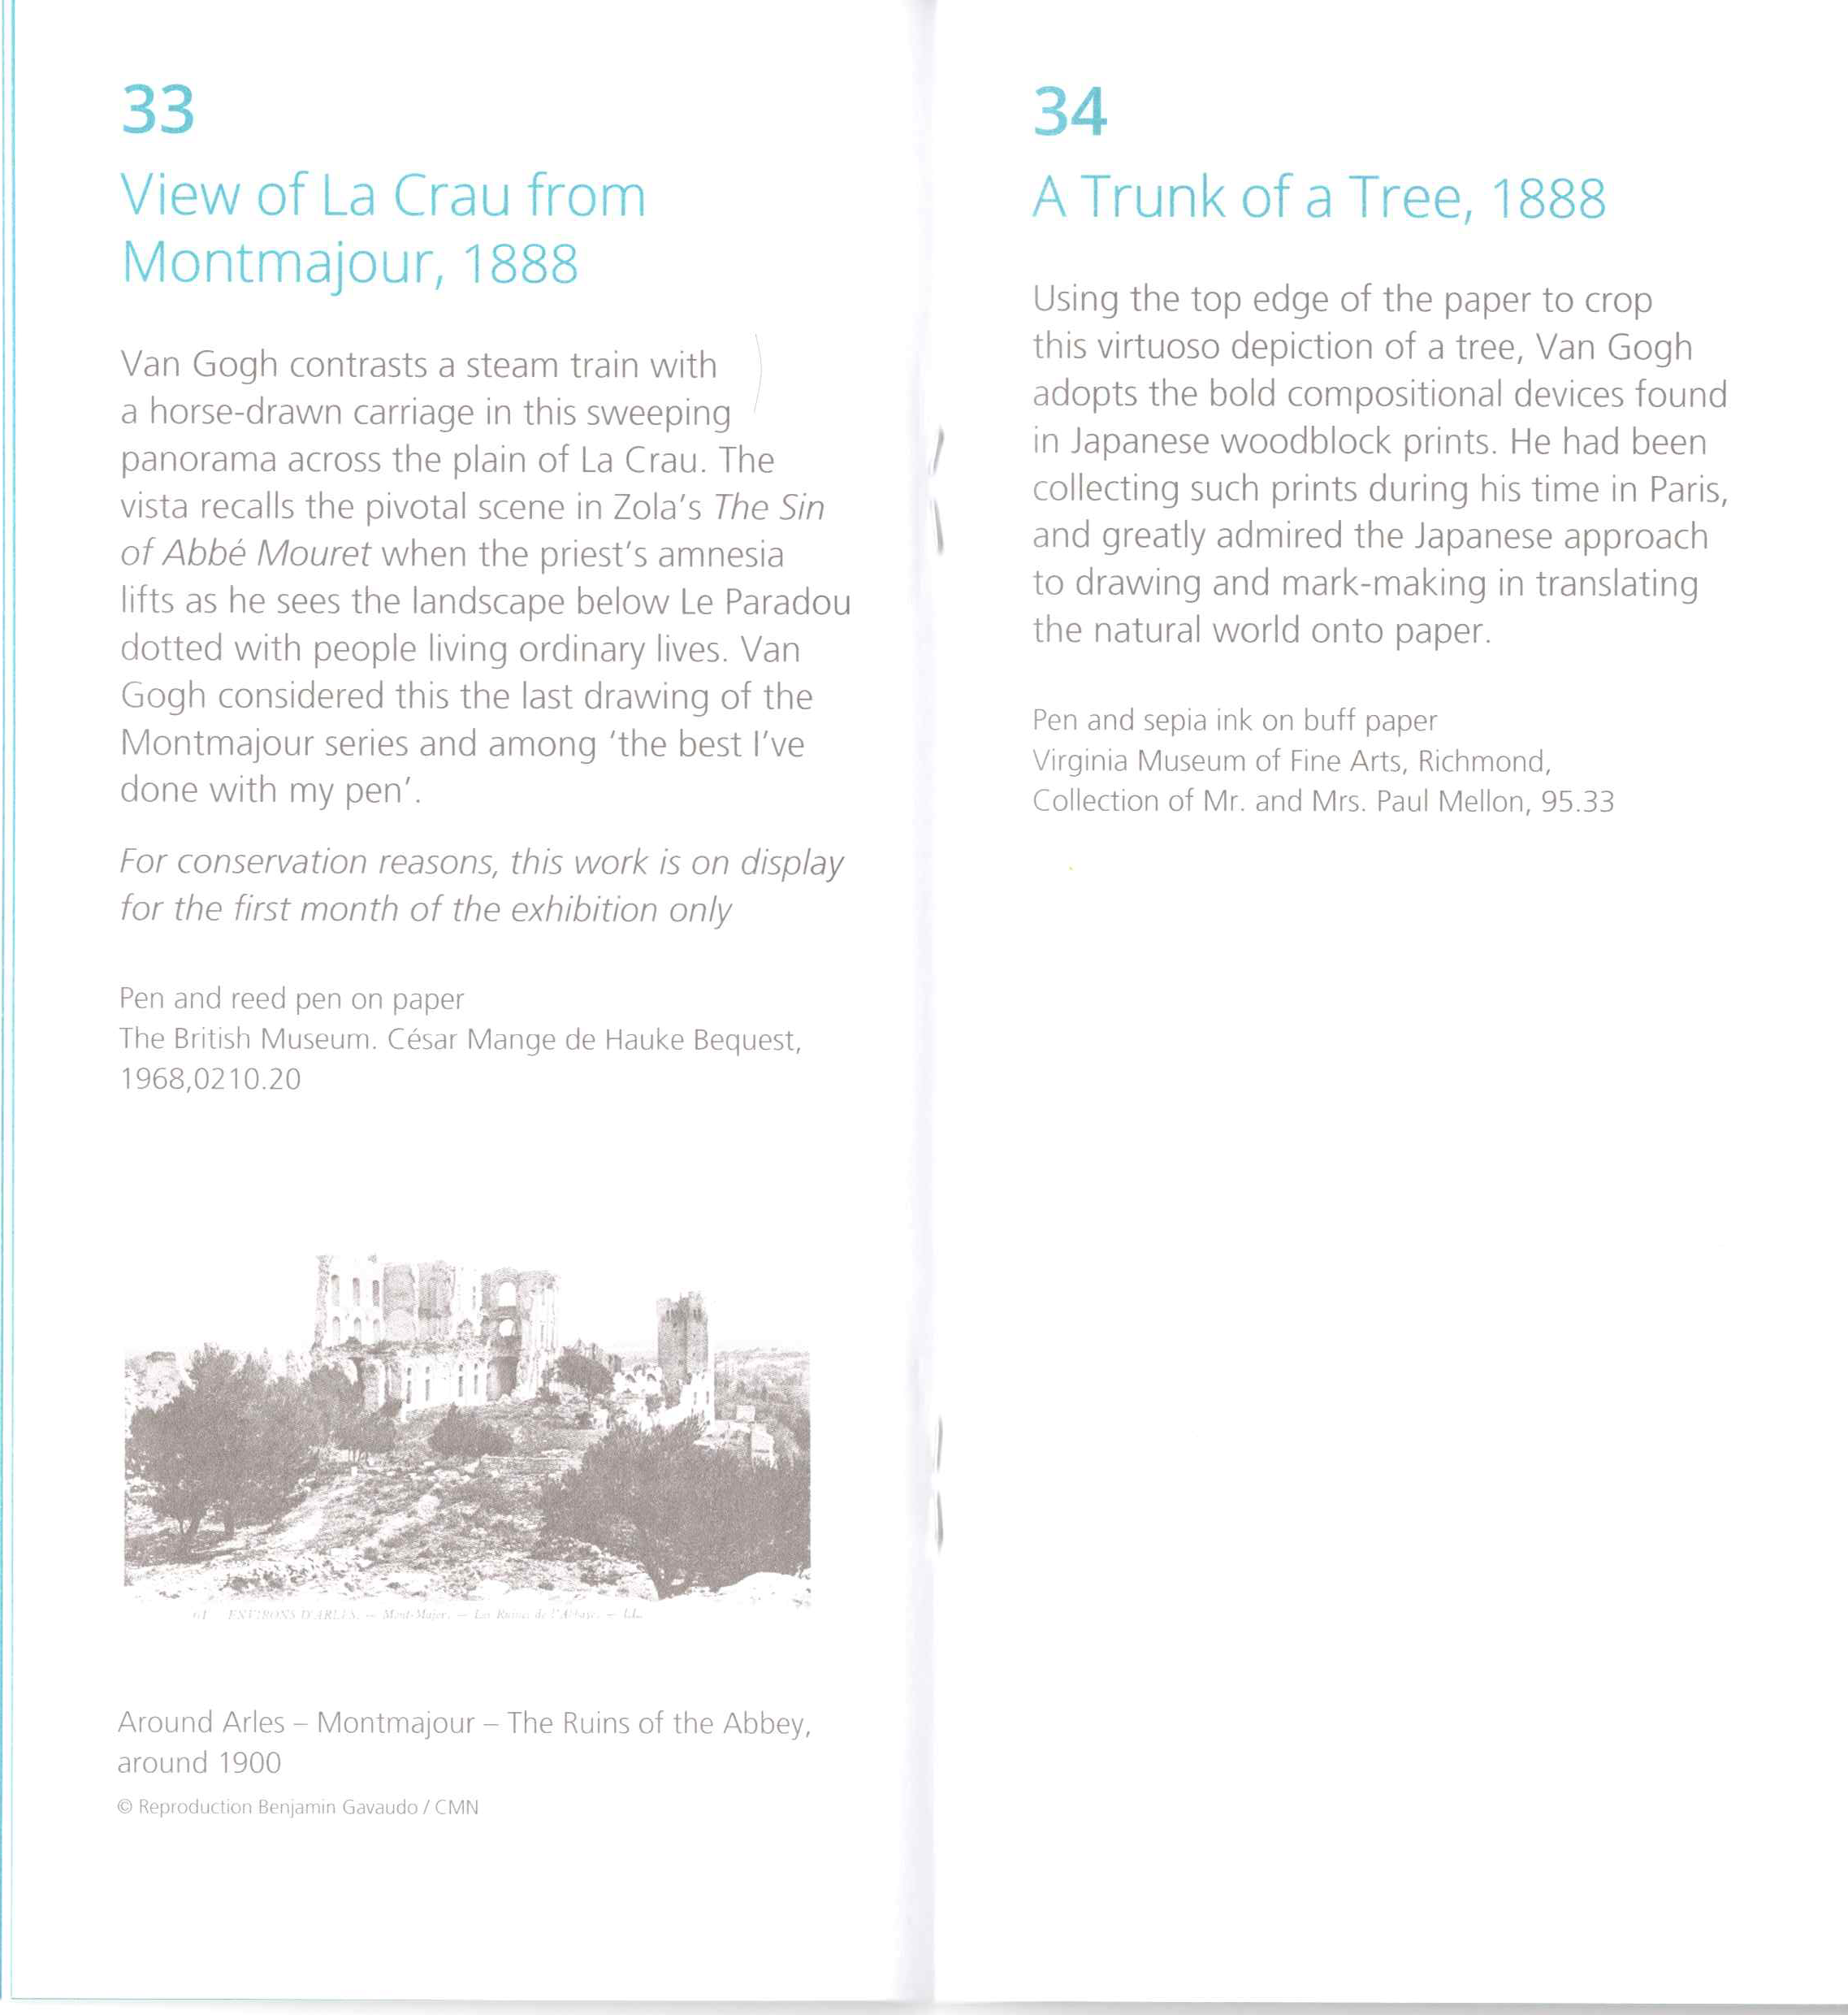 33
View of La Crau from
Montmajour, 1888
Van Gogh contrasts a steam train with
a horse-drawn carriage in this sweeping
panorama across the plain of La Crau. The
vista recalls the pivotal scene in Zola’s The Sin
of Abbé Mouret when the priest’s amnesia
lifts as he sees the landscape below Le Paradou
dotted with people living ordinary lives. Van
Gogh considered this the last drawing of the
Montmajour series and among ‘the best I’ve
done with my pen’.
For conservation reasons, this work is on display
for the first month of the exhibition only
Pen and reed pen on paper
The British Museum. César Mange de Hauke Bequest,
1968,0210.20
61 ENVIRONS D'ARLES. — Mont-Majer. — Les Ruines de l'Abbaye. — LL.
Around Arles – Montmajour – The Ruins of the Abbey,
around 1900
© Reproduction Benjamin Gavaudo / CMN
34
A Trunk of a Tree, 1888
Using the top edge of the paper to crop
this virtuoso depiction of a tree, Van Gogh
adopts the bold compositional devices found
in Japanese woodblock prints. He had been
collecting such prints during his time in Paris,
and greatly admired the Japanese approach
to drawing and mark-making in translating
the natural world onto paper.
Pen and sepia ink on buff paper
Virginia Museum of Fine Arts, Richmond,
Collection of Mr. and Mrs. Paul Mellon, 95.33